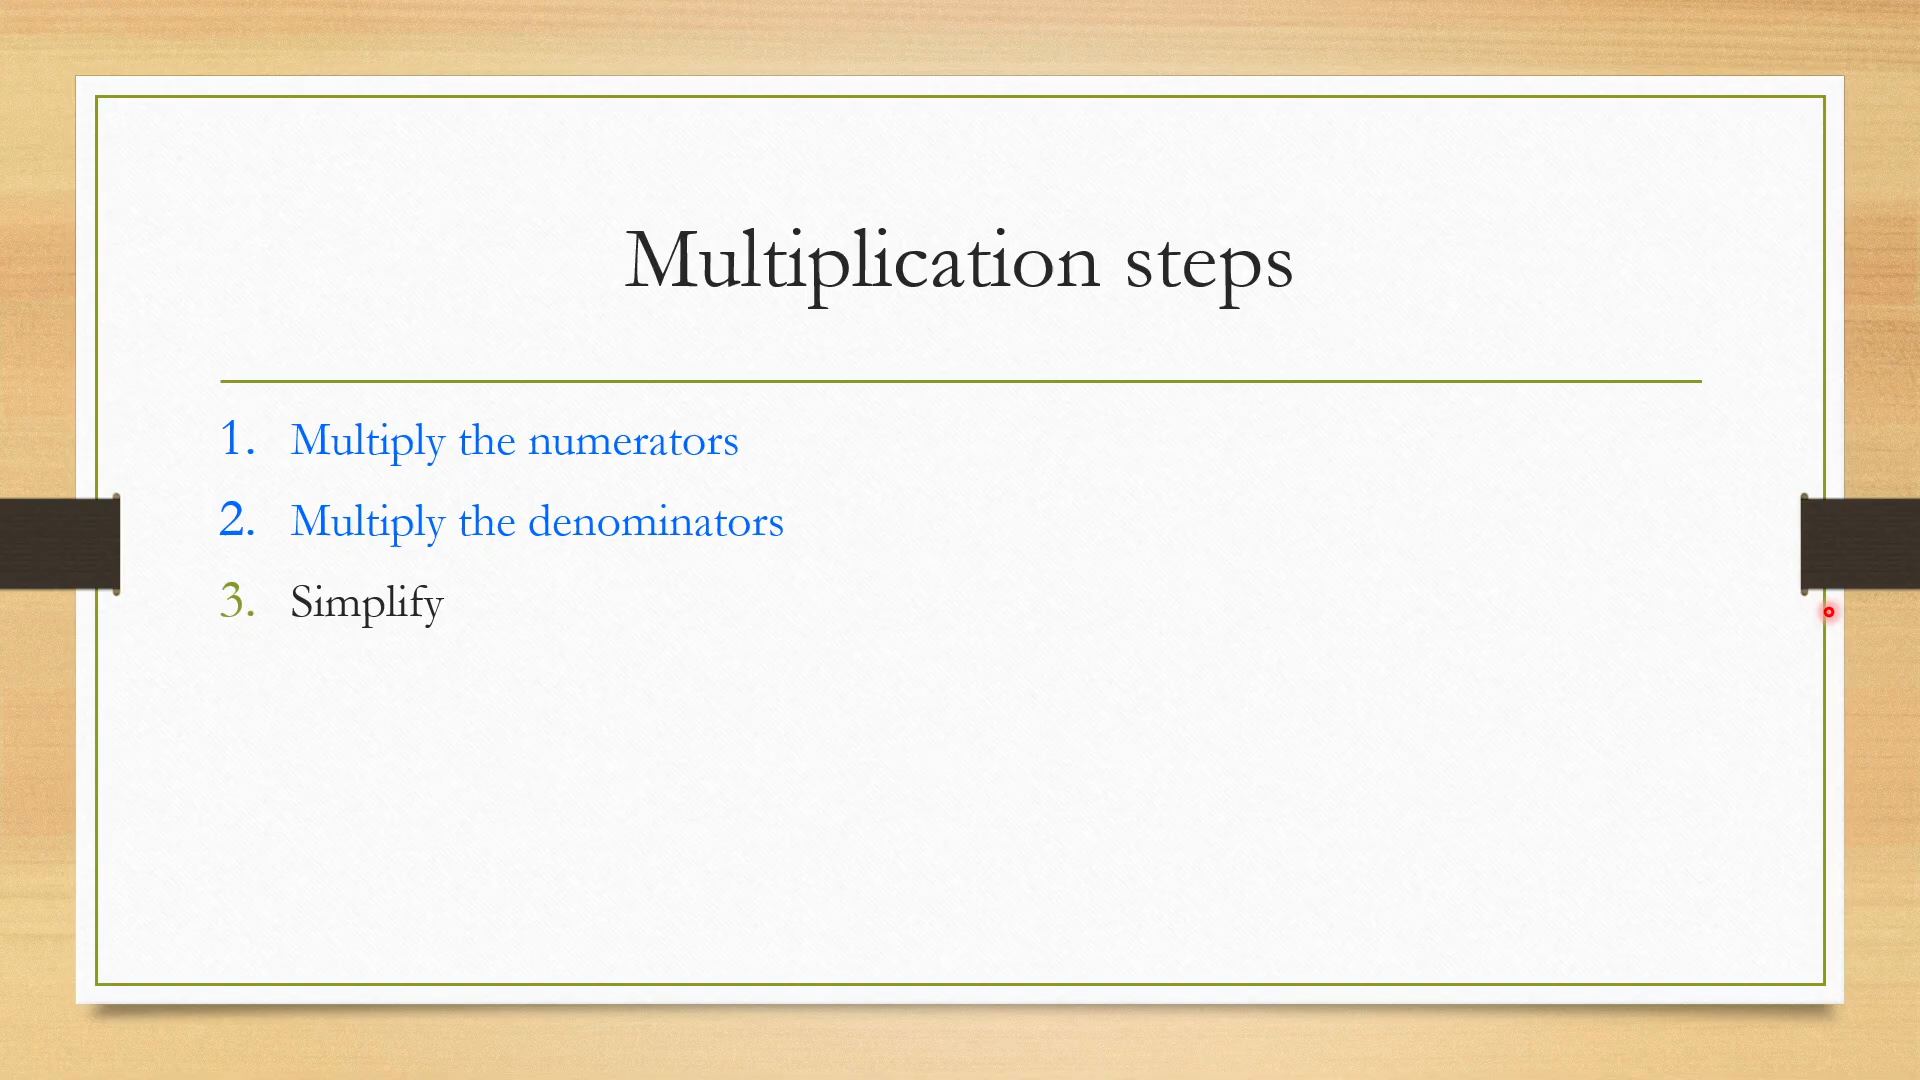 Multiplication steps
1. Multiply the numerators
2. Multiply the denominators
3. Simplify